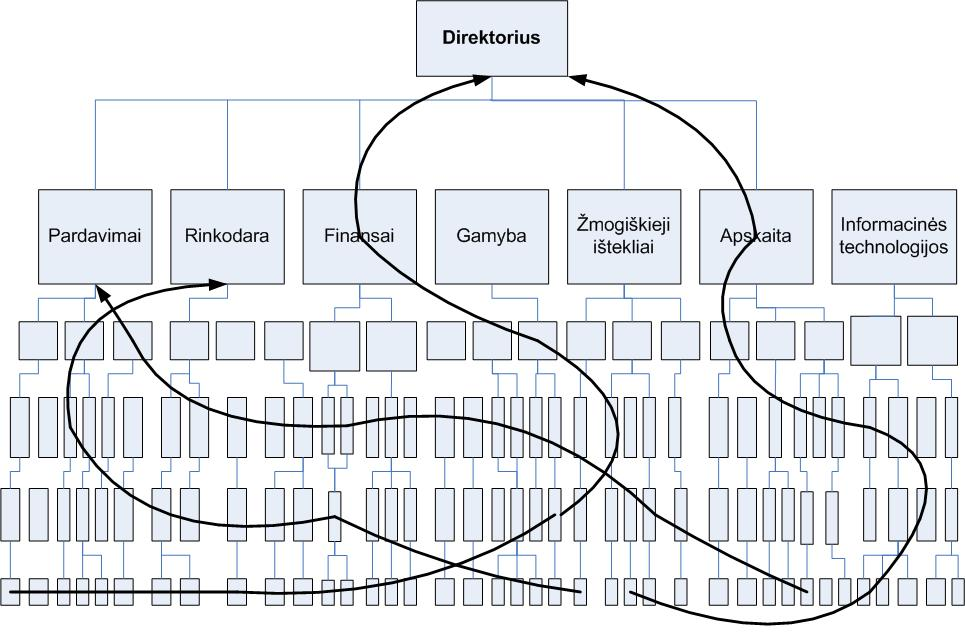 Direktorius
Pardavimai
Rinkodara
Finansai
Gamyba
Žmogiškieji
ištekliai
Apskaita
Informacinės
technologijos